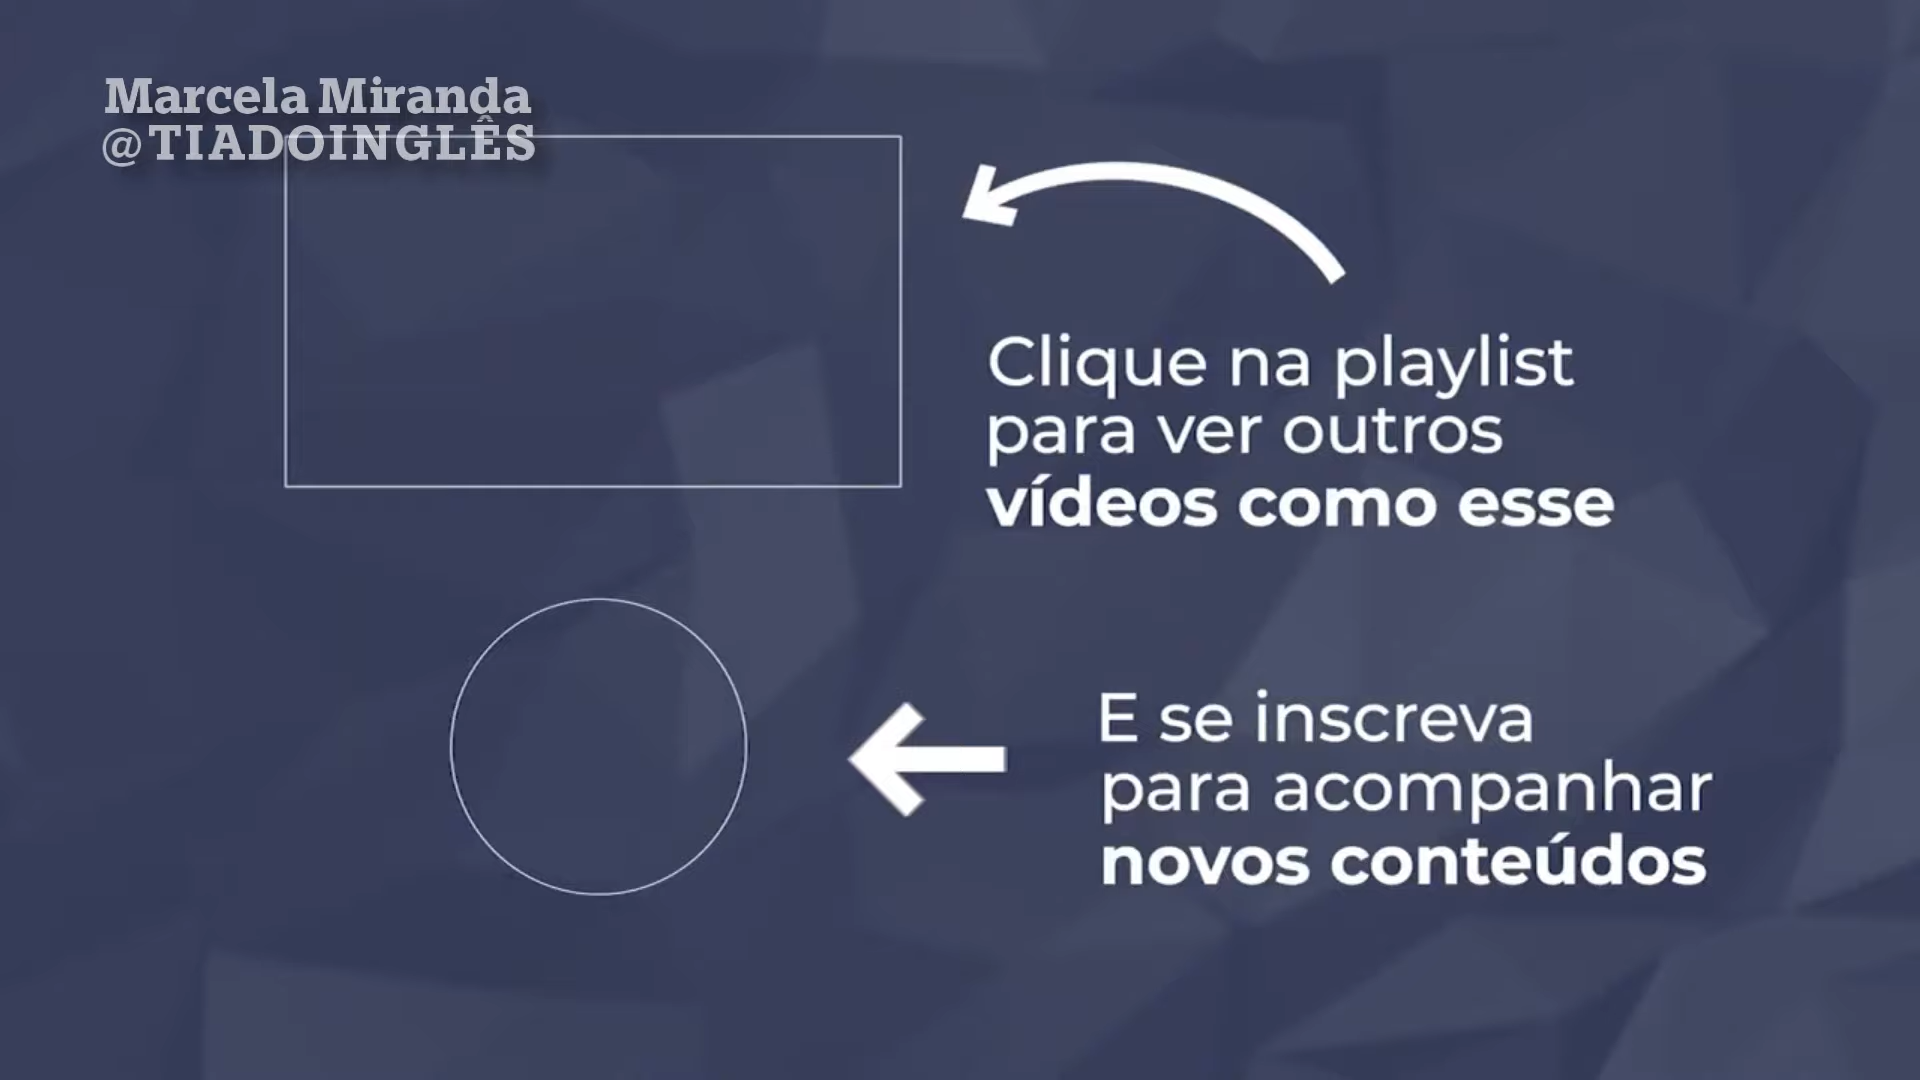 Marcela Miranda
@TIADOINGLÊS
Clique na playlist
para ver outros
vídeos como esse
E se inscreva
para acompanhar
novos conteúdos